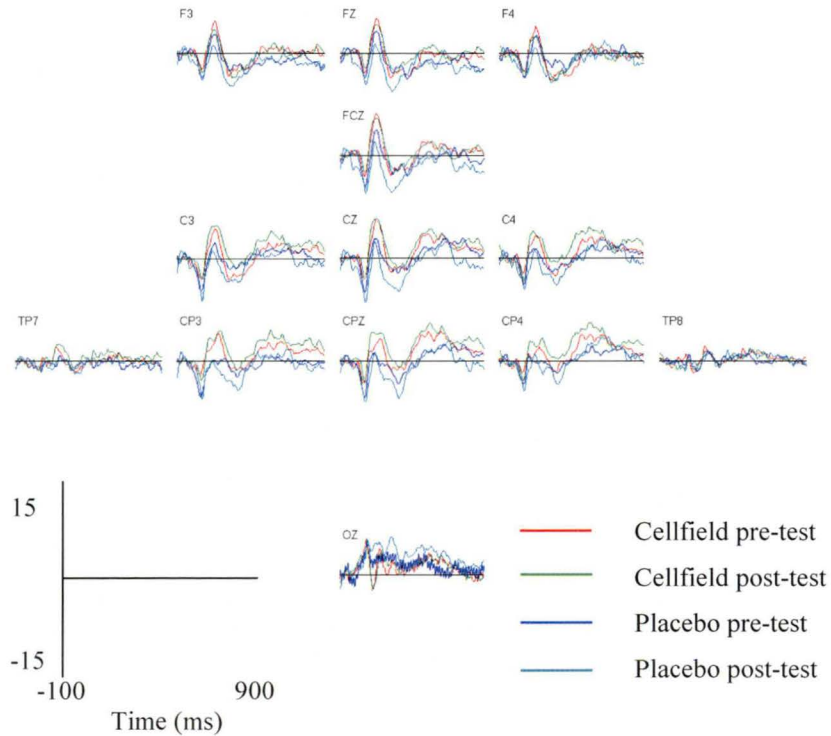 F3 FZ F4
FCZ
C3 CZ C4
TP7 CP3 CPZ CP4 TP8
OZ
15
-15
-100 900
Time (ms)
Cellfield pre-test
Cellfield post-test
Placebo pre-test
Placebo post-test